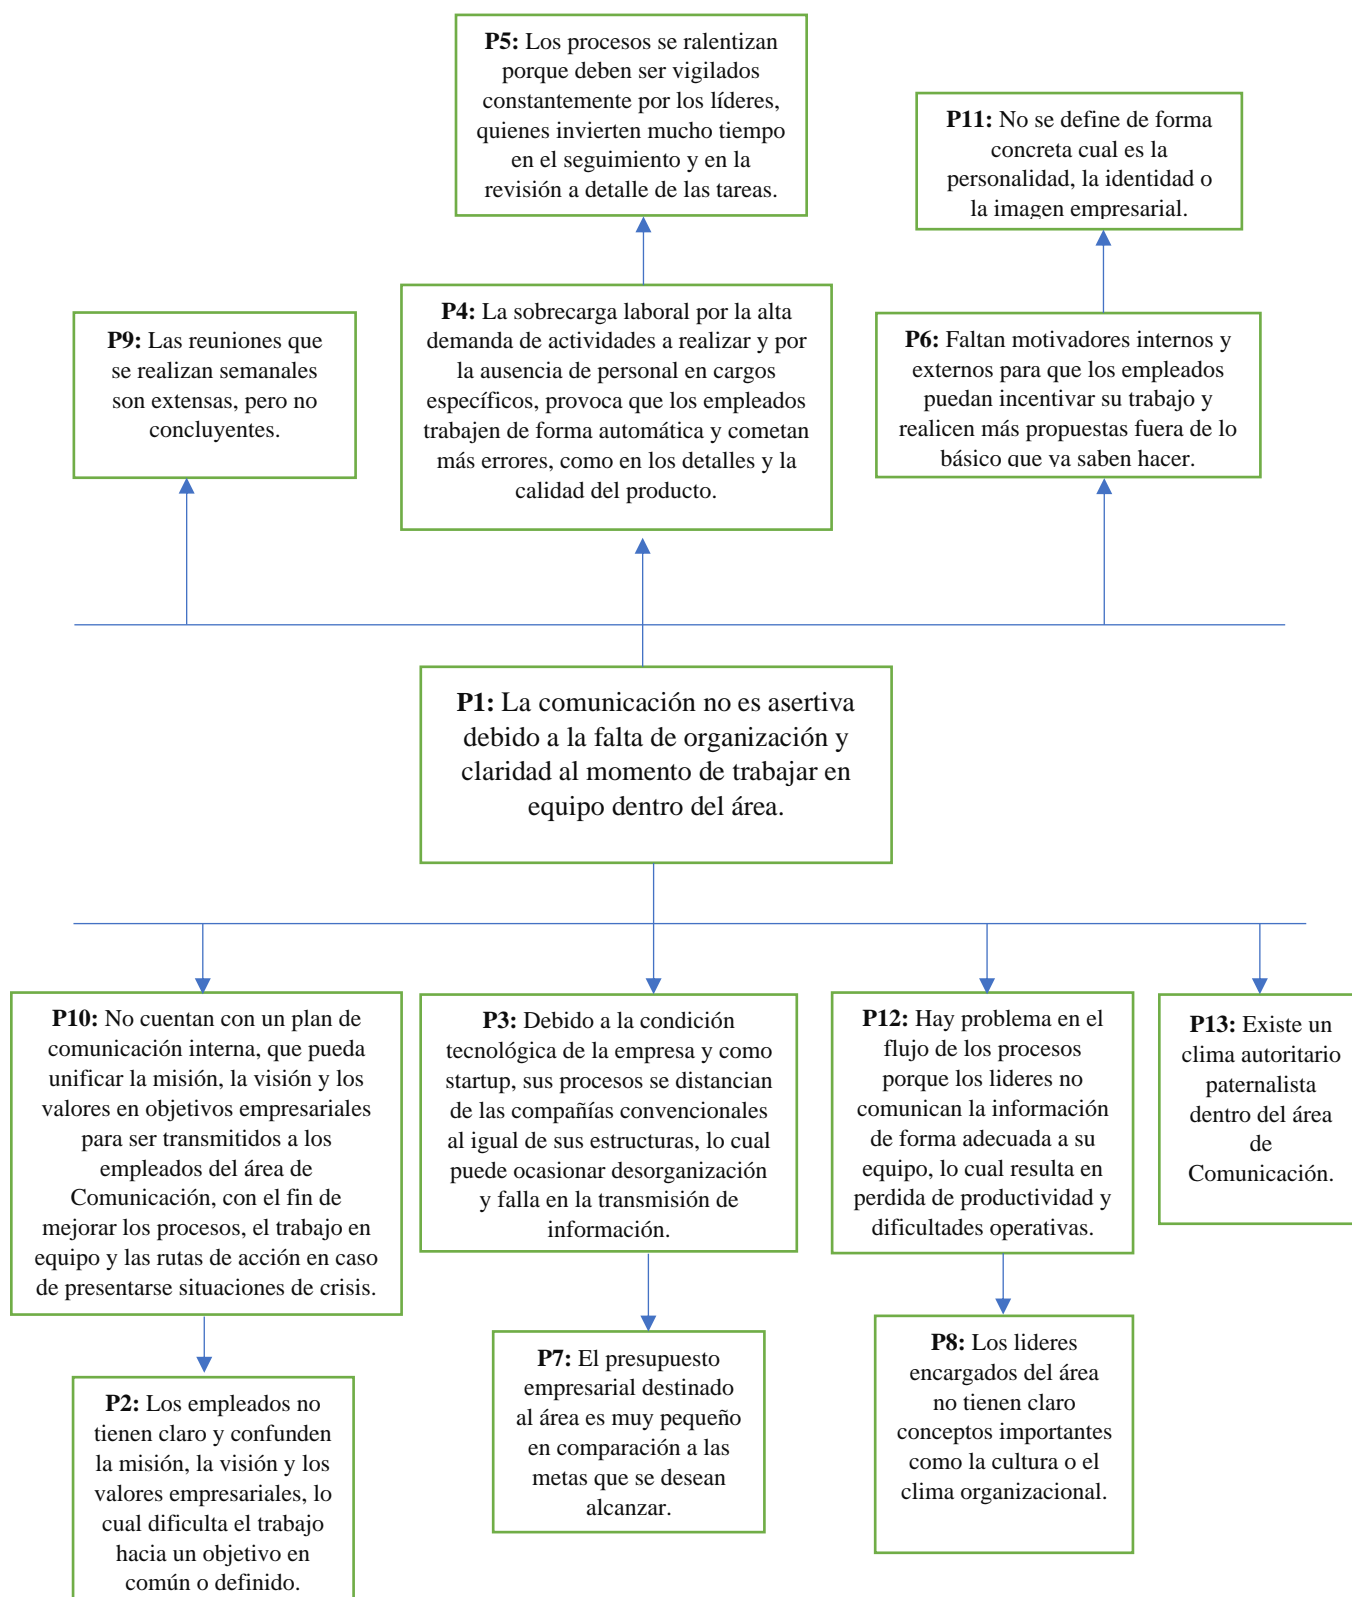 P5: Los procesos se ralentizan
porque deben ser vigilados
constantemente por los líderes,
quienes invierten mucho tiempo
en el seguimiento y en la
revisión a detalle de las tareas.
P11: No se define de forma
concreta cual es la
personalidad, la identidad o
la imagen empresarial.
P9: Las reuniones que
se realizan semanales
son extensas, pero no
concluyentes.
P4: La sobrecarga laboral por la alta
demanda de actividades a realizar y por
la ausencia de personal en cargos
específicos, provoca que los empleados
trabajen de forma automática y cometan
más errores, como en los detalles y la
calidad del producto.
P6: Faltan motivadores internos y
externos para que los empleados
puedan incentivar su trabajo y
realicen más propuestas fuera de lo
básico que ya saben hacer.
P1: La comunicación no es asertiva
debido a la falta de organización y
claridad al momento de trabajar en
equipo dentro del área.
P10: No cuentan con un plan de
comunicación interna, que pueda
unificar la misión, la visión y los
valores en objetivos empresariales
para ser transmitidos a los
empleados del área de
Comunicación, con el fin de
mejorar los procesos, el trabajo en
equipo y las rutas de acción en caso
de presentarse situaciones de crisis.
P3: Debido a la condición
tecnológica de la empresa y como
startup, sus procesos se distancian
de las compañías convencionales
al igual de sus estructuras, lo cual
puede ocasionar desorganización
y falla en la transmisión de
información.
P12: Hay problema en el
flujo de los procesos
porque los lideres no
comunican la información
de forma adecuada a su
equipo, lo cual resulta en
perdida de productividad y
dificultades operativas.
P13: Existe un
clima autoritario
paternalista
dentro del área
de
Comunicación.
P2: Los empleados no
tienen claro y confunden
la misión, la visión y los
valores empresariales, lo
cual dificulta el trabajo
hacia un objetivo en
común o definido.
P7: El presupuesto
empresarial destinado
al área es muy pequeño
en comparación a las
metas que se desean
alcanzar.
P8: Los lideres
encargados del área
no tienen claro
conceptos importantes
como la cultura o el
clima organizacional.